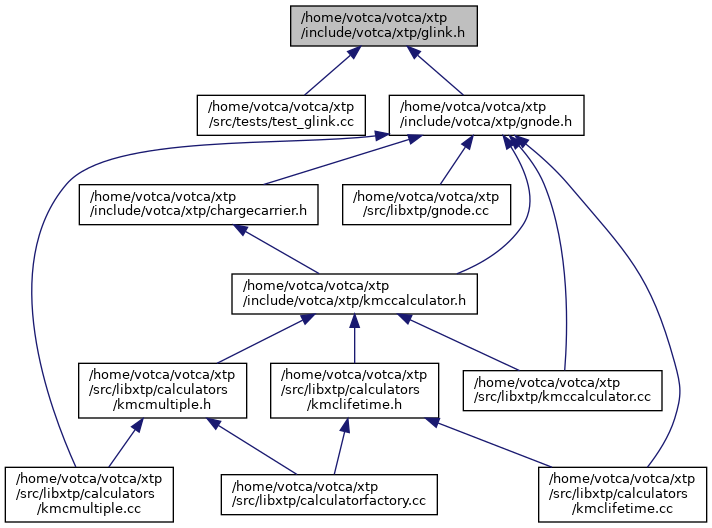 /home/votca/votca/xtp
/include/votca/xtp/glink.h
/home/votca/votca/xtp
/src/tests/test_glink.cc
/home/votca/votca/xtp
/include/votca/xtp/gnode.h
/home/votca/votca/xtp
/include/votca/xtp/chargecarrier.h
/home/votca/votca/xtp
/src/libxtp/gnode.cc
/home/votca/votca/xtp
/include/votca/xtp/kmccalculator.h
/home/votca/votca/xtp
/src/libxtp/calculators
/kmcmultiple.h
/home/votca/votca/xtp
/src/libxtp/calculators
/kmclifetime.h
/home/votca/votca/xtp
/src/libxtp/kmccalculator.cc
/home/votca/votca/xtp
/src/libxtp/calculators
/kmcmultiple.cc
/home/votca/votca/xtp
/src/libxtp/calculatorfactory.cc
/home/votca/votca/xtp
/src/libxtp/calculators
/kmclifetime.cc